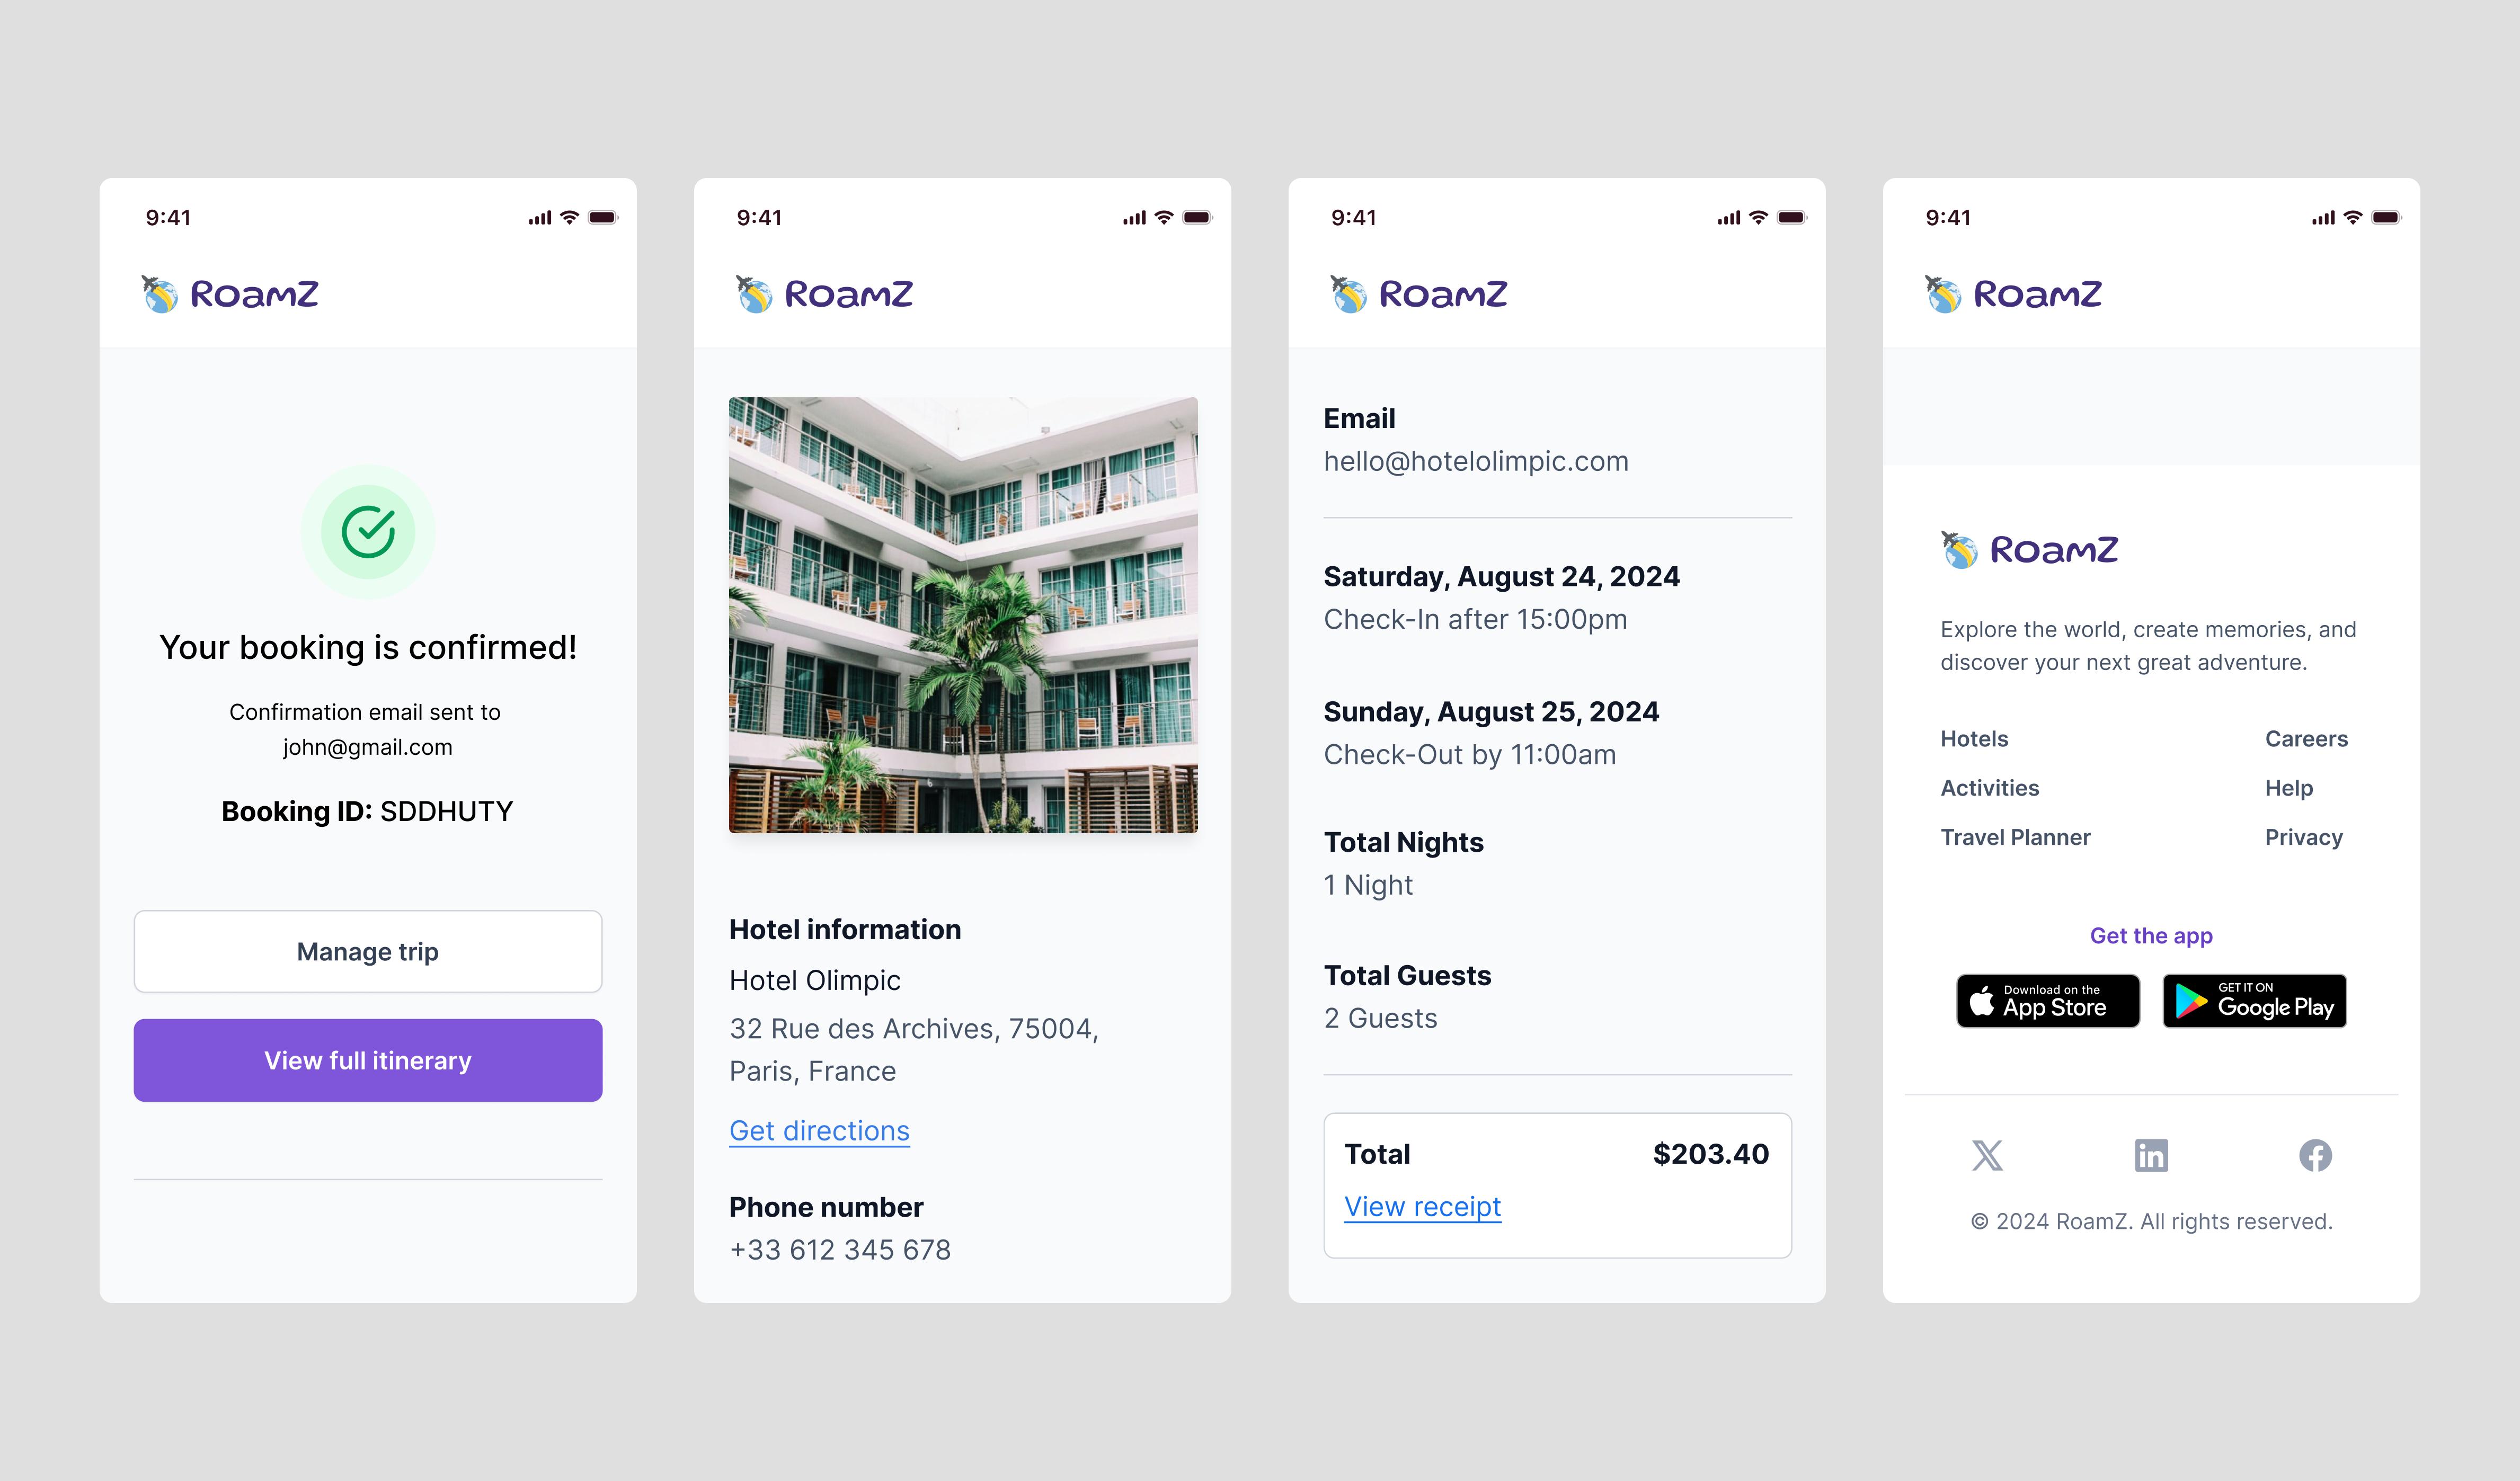 9:41
RoamZ
Your booking is confirmed!
Confirmation email sent to
john@gmail.com
Booking ID: SDDHUTY
Manage trip
View full itinerary
9:41
RoamZ
Hotel information
Hotel Olimpic
32 Rue des Archives, 75004,
Paris, France
Get directions
Phone number
+33 612 345 678
9:41
RoamZ
Email
hello@hotelolimpic.com
Saturday, August 24, 2024
Check-In after 15:00pm
Sunday, August 25, 2024
Check-Out by 11:00am
Total Nights
1 Night
Total Guests
2 Guests
Total $203.40
View receipt
9:41
RoamZ
RoamZ
Explore the world, create memories, and
discover your next great adventure.
Hotels Careers
Activities Help
Travel Planner Privacy
Get the app
Download on the
App Store
GET IT ON
Google Play
X in f
© 2024 RoamZ. All rights reserved.